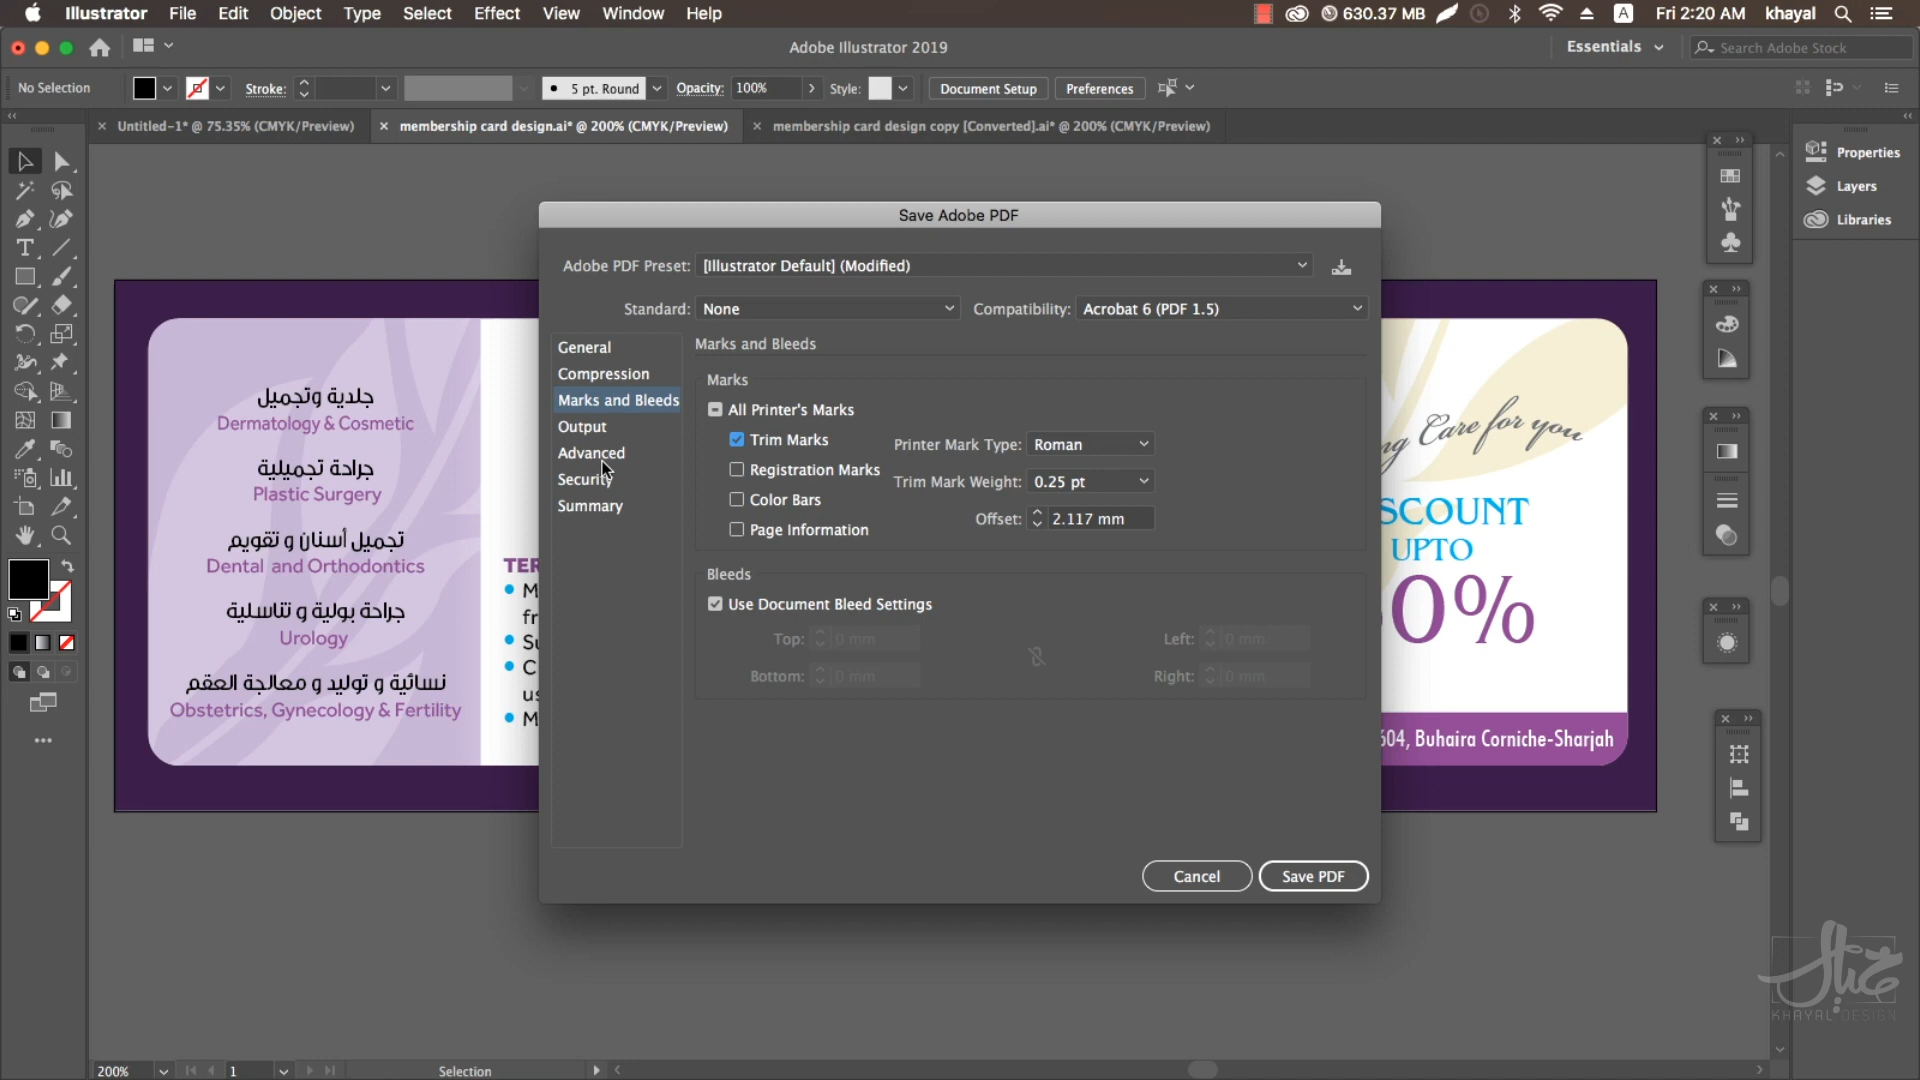 Illustrator File Edit Object Type Select Effect View Window Help 630.37 MB A Fri 2:20 AM khayal
Adobe Illustrator 2019 Essentials Search Adobe Stock
No Selection Stroke: 5 pt. Round Opacity: 100% Style: Document Setup Preferences
Untitled-1* @ 75.35% (CMYK/Preview) membership card design.ai* @ 200% (CMYK/Preview) membership card design copy [Converted].ai* @ 200% (CMYK/Preview)
Properties
Layers
Libraries
Save Adobe PDF
Adobe PDF Preset: [Illustrator Default] (Modified)
Standard: None Compatibility: Acrobat 6 (PDF 1.5)
General
Compression
Marks and Bleeds
Output
Advanced
Security
Summary
Marks and Bleeds
Marks
All Printer's Marks
Trim Marks
Registration Marks
Color Bars
Page Information
Printer Mark Type: Roman
Trim Mark Weight: 0.25 pt
Offset: 2.117 mm
Bleeds
Use Document Bleed Settings
Top: 0 mm Left: 0 mm
Bottom: 0 mm Right: 0 mm
Cancel Save PDF
جلدية وتجميل
Dermatology & Cosmetic
جراحة تجميلية
Plastic Surgery
تجميل أسنان و تقويم
Dental and Orthodontics
جراحة بولية و تناسلية
Urology
نسائية و توليد و معالجة العقم
Obstetrics, Gynecology & Fertility
TER
M
fr
Su
C
us
M
ng Care for you
SCOUNT
UPTO
0%
604, Buhaira Corniche-Sharjah
خيال
KHAYAL DESIGN
200% 1 Selection